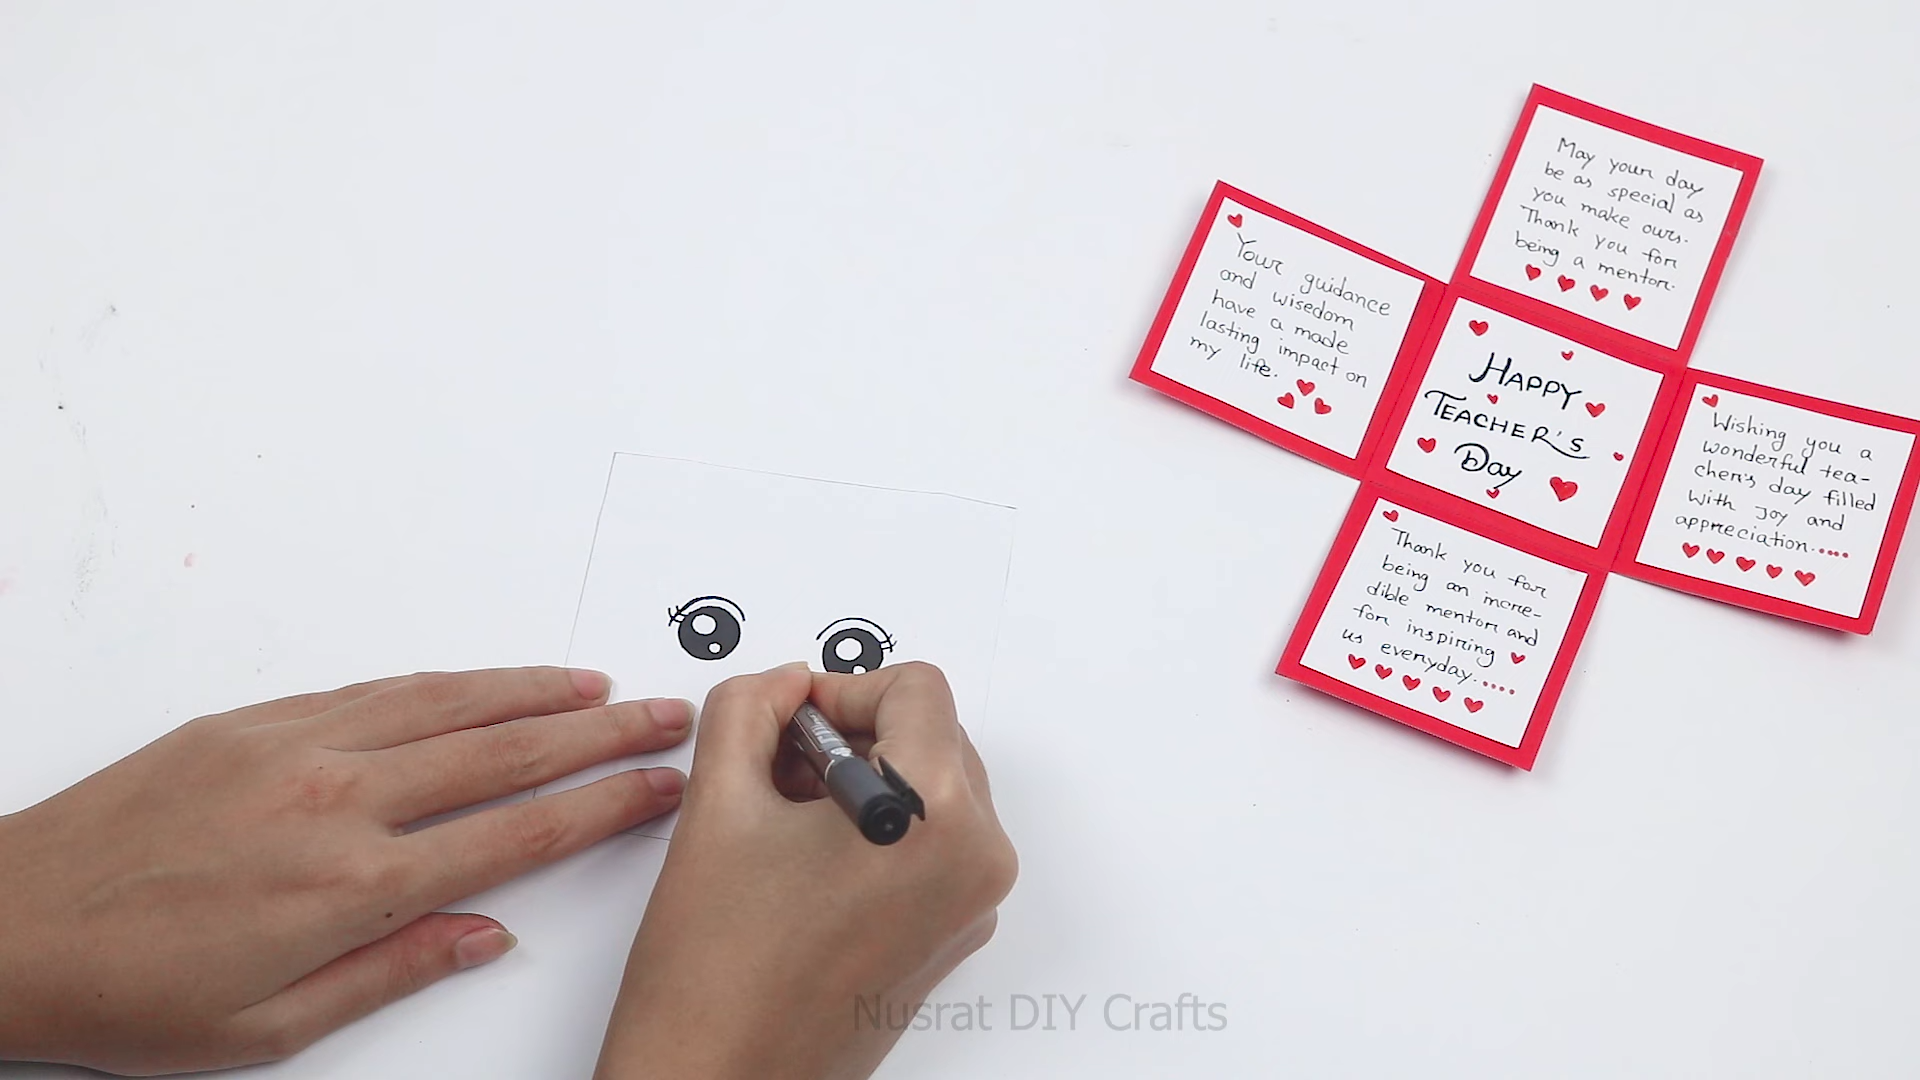 May your day
be as special as
you make ours.
Thank you for
being a mentor.
Your guidance
and wisedom
have a made
lasting impact on
my life.
HAPPY
TEACHER'S
Day
Wishing you a
wonderful tea-
cher's day filled
with joy and
appreciation.....
Thank you for
being an incre-
dible mentor and
for inspiring
us everyday.....
Nusrat DIY Crafts